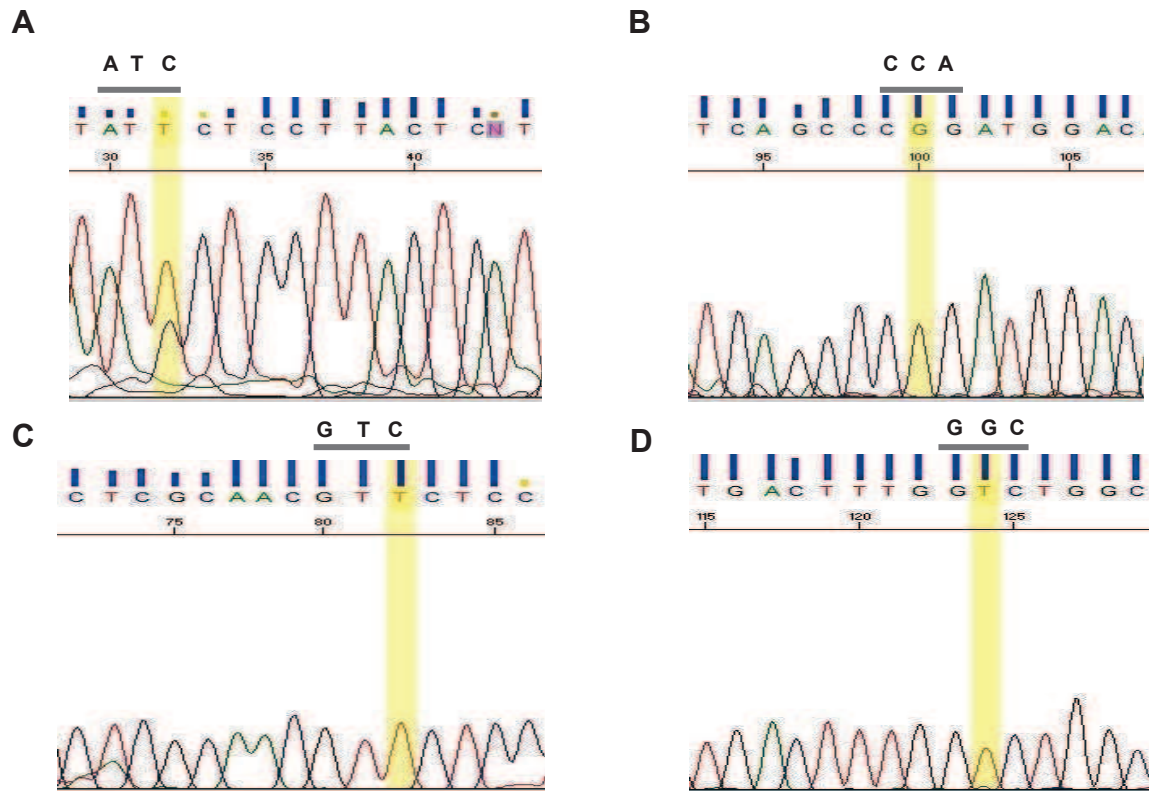 A
A T C
T A T T C T C C T T A C T C N T
30 35 40
B
C C A
T C A G C C C G G A T G G A C
95 100 105
C
G T C
C T C G C A A C G T T C T C C
75 80 85
D
G G C
T G A C T T T G G T C T G G C
115 120 125